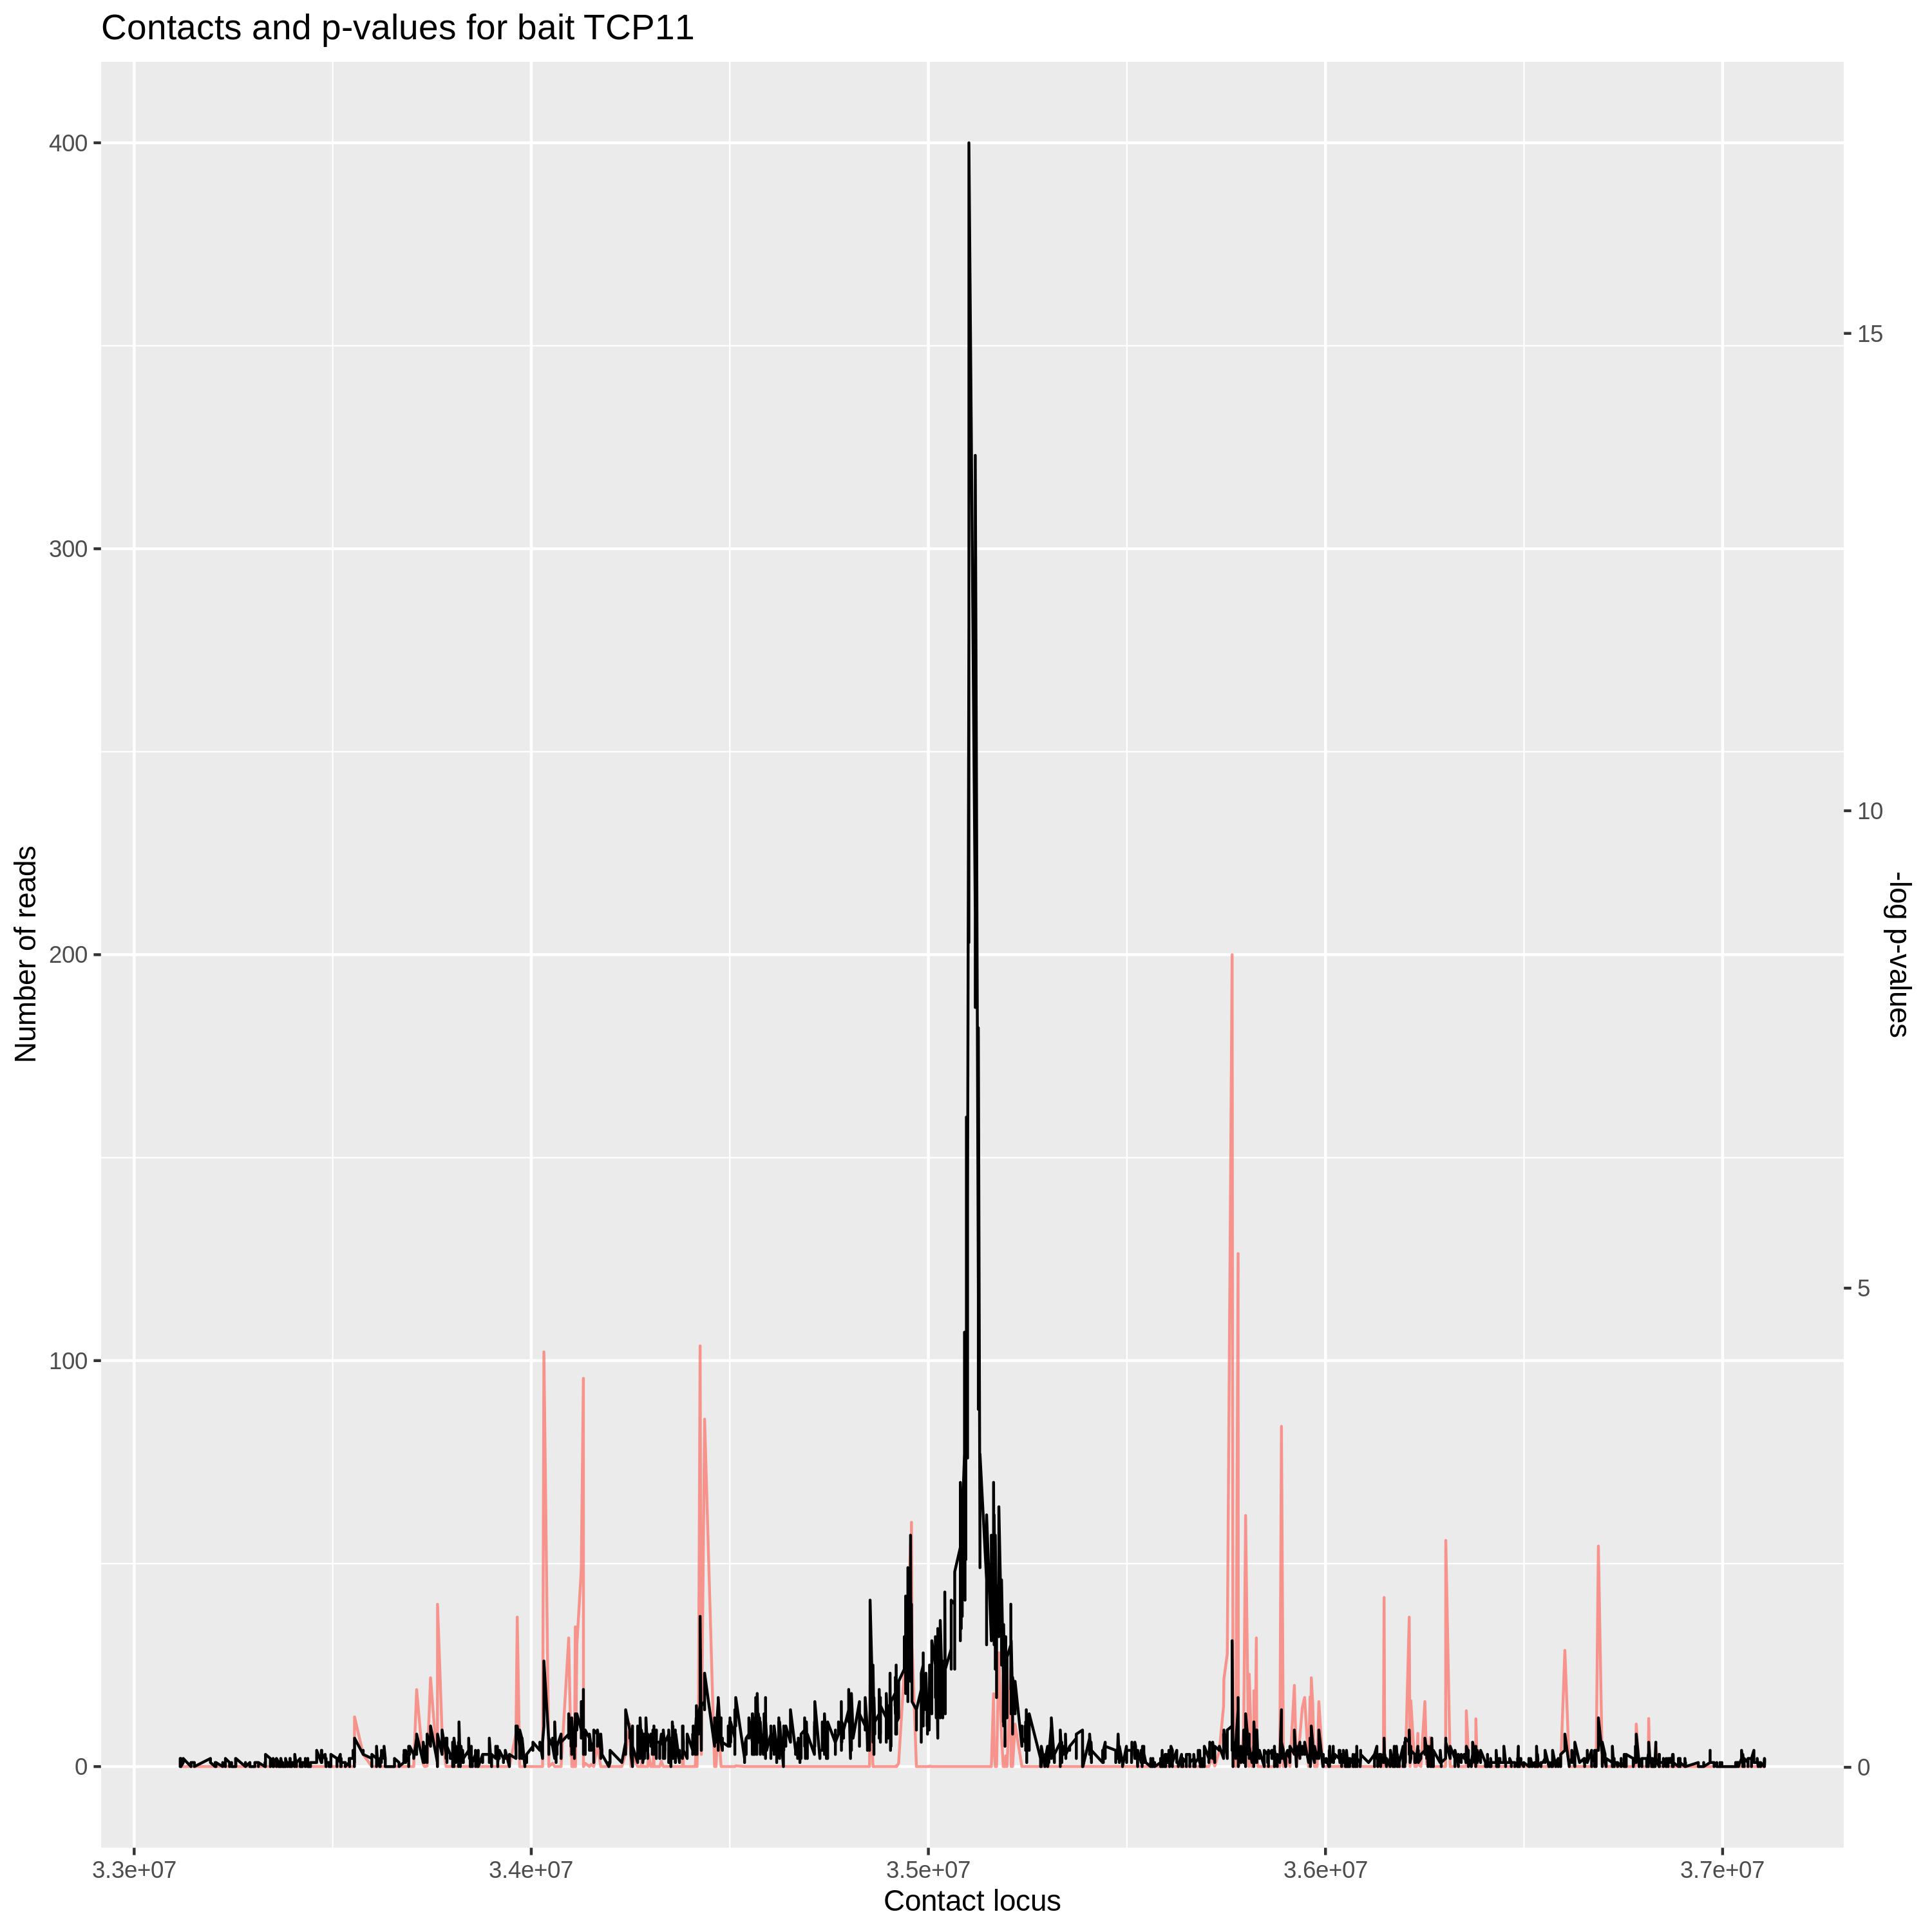 Contacts and p-values for bait TCP11
400
300
200
100
0
Number of reads
15
10
5
0
-log p-values
3.3e+07
3.4e+07
3.5e+07
3.6e+07
3.7e+07
Contact locus